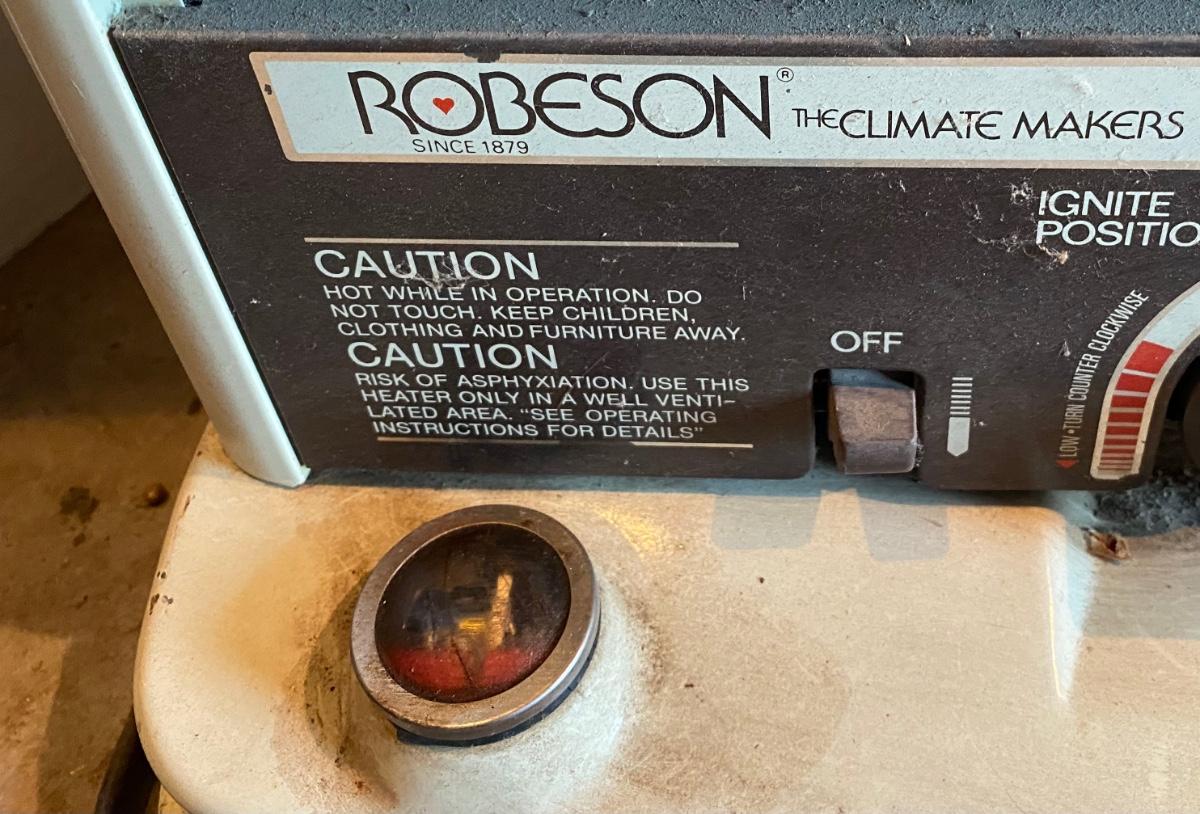 ROBESON® THE CLIMATE MAKERS
SINCE 1879
IGNITE
POSITIO
CAUTION
HOT WHILE IN OPERATION. DO
NOT TOUCH. KEEP CHILDREN,
CLOTHING AND FURNITURE AWAY.
CAUTION
RISK OF ASPHYXIATION. USE THIS
HEATER ONLY IN A WELL VENTI-
LATED AREA. "SEE OPERATING
INSTRUCTIONS FOR DETAILS"
OFF
LOW • TURN COUNTER CLOCKWISE